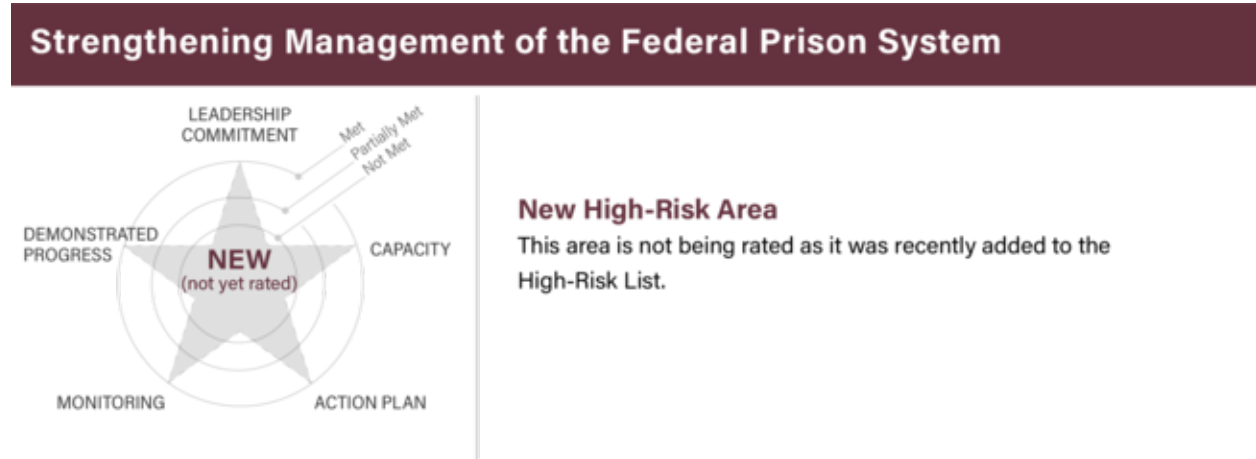 Strengthening Management of the Federal Prison System
LEADERSHIP
COMMITMENT
Met
Partially Met
Not Met
DEMONSTRATED
PROGRESS
CAPACITY
NEW
(not yet rated)
MONITORING
ACTION PLAN
New High-Risk Area
This area is not being rated as it was recently added to the
High-Risk List.